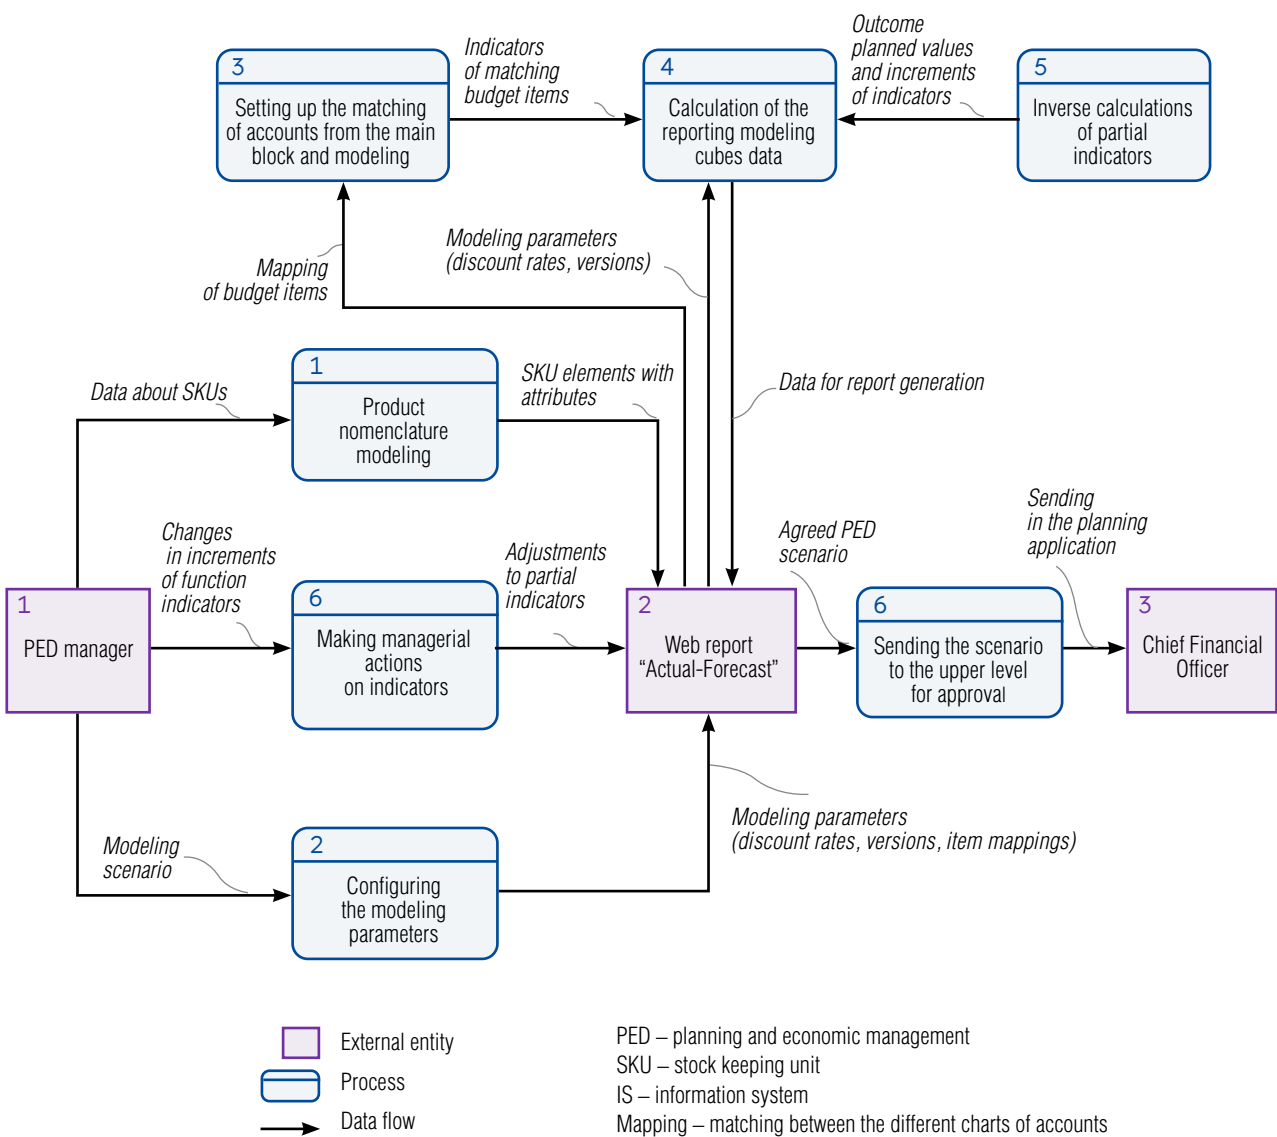 3
Setting up the matching
of accounts from the main
block and modeling
Indicators
of matching
budget items
4
Calculation of the
reporting modeling
cubes data
Outcome
planned values
and increments
of indicators
5
Inverse calculations
of partial
indicators
Mapping
of budget items
Modeling parameters
(discount rates, versions)
Data about SKUs
1
Product
nomenclature
modeling
SKU elements with
attributes
Data for report generation
Changes
in increments
of function
indicators
Adjustments
to partial
indicators
Agreed PED
scenario
Sending
in the planning
application
1
PED manager
6
Making managerial
actions
on indicators
2
Web report
“Actual-Forecast”
6
Sending the scenario
to the upper level
for approval
3
Chief Financial
Officer
Modeling
scenario
2
Configuring
the modeling
parameters
Modeling parameters
(discount rates, versions, item mappings)
External entity
Process
Data flow
PED – planning and economic management
SKU – stock keeping unit
IS – information system
Mapping – matching between the different charts of accounts